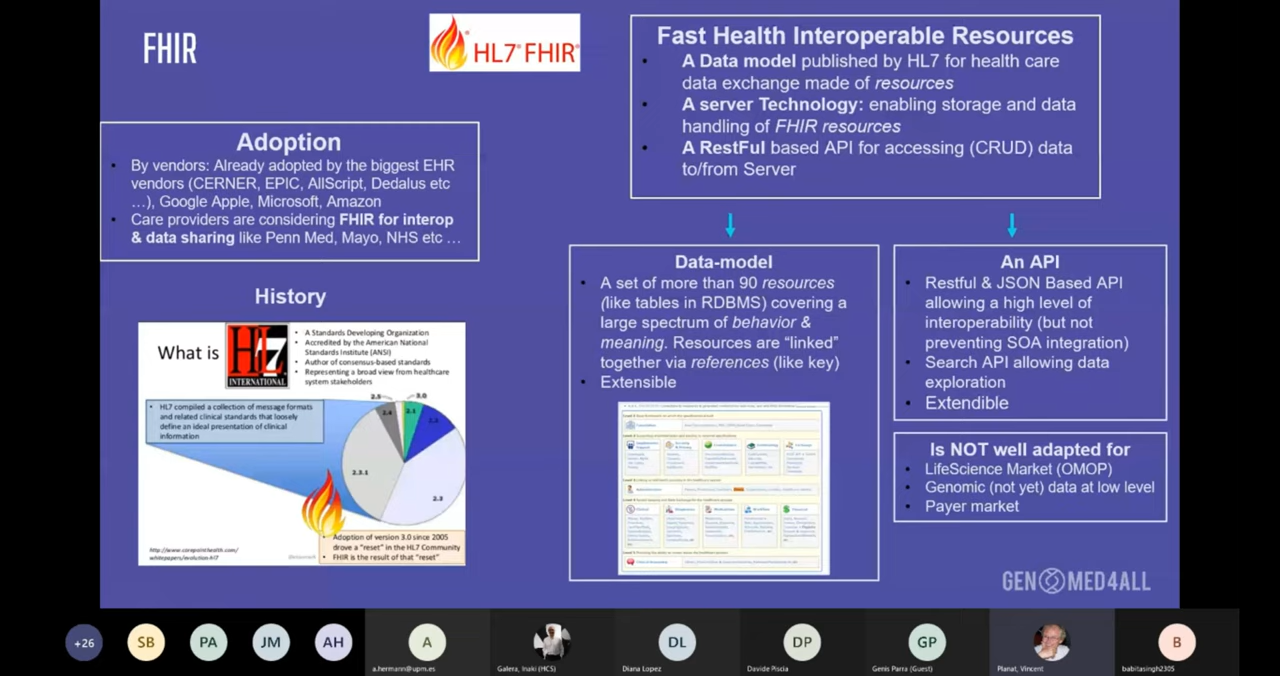 FHIR
HL7® FHIR®
Fast Health Interoperable Resources
• A Data model published by HL7 for health care
data exchange made of resources
• A server Technology: enabling storage and data
handling of FHIR resources
• A RestFul based API for accessing (CRUD) data
to/from Server
Adoption
• By vendors: Already adopted by the biggest EHR
vendors (CERNER, EPIC, AllScript, Dedalus etc
…), Google Apple, Microsoft, Amazon
• Care providers are considering FHIR for interop
& data sharing like Penn Med, Mayo, NHS etc …
History
What is
HL7
INTERNATIONAL
• A Standards Developing Organization
• Accredited by the American National
Standards Institute (ANSI)
• Author of consensus-based standards
• Representing a broad view from healthcare
system stakeholders
• HL7 compiled a collection of message formats
and related clinical standards that loosely
define an ideal presentation of clinical
information
2.5
3.0
2.4
2.1
2.3.1
2.3
http://www.corepointhealth.com/
whitepapers/evolution-hl7
• Adoption of version 3.0 since 2005
drove a "reset" in the HL7 Community
• FHIR is the result of that "reset"
Data-model
• A set of more than 90 resources
(like tables in RDBMS) covering a
large spectrum of behavior &
meaning. Resources are “linked”
together via references (like key)
• Extensible
An API
• Restful & JSON Based API
allowing a high level of
interoperability (but not
preventing SOA integration)
• Search API allowing data
exploration
• Extendible
Is NOT well adapted for
• LifeScience Market (OMOP)
• Genomic (not yet) data at low level
• Payer market
GENOMED4ALL
+26
SB
PA
JM
AH
A
DL
DP
GP
B
a.hermann@upm.es
Galera, Inaki (HCS)
Diana Lopez
Davide Piscia
Genis Parra (Guest)
Planat, Vincent
babitasingh2305